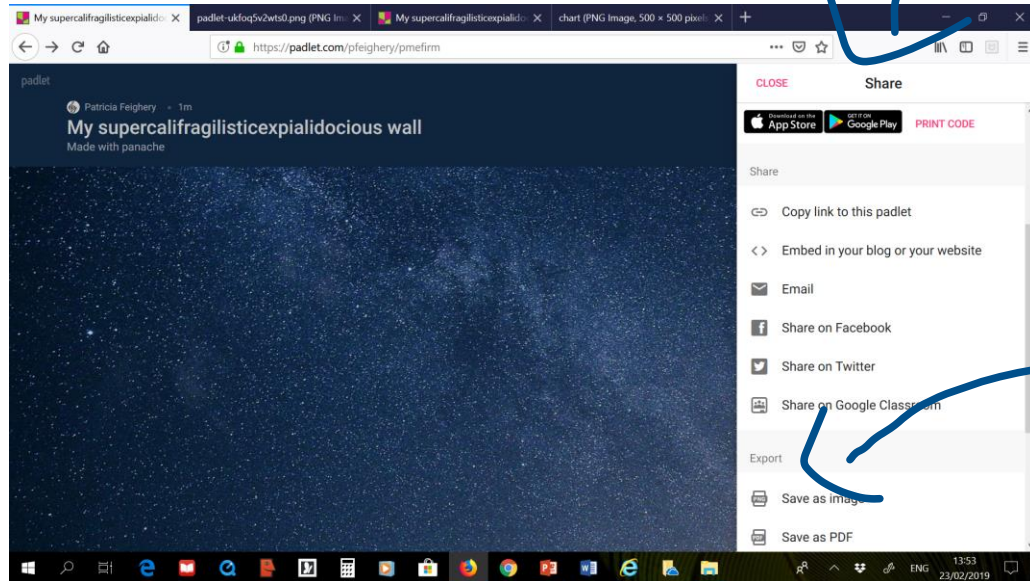 My supercalifragilisticexpialido
padlet-ukfoq5v2wts0.png (PNG Im
My supercalifragilisticexpialido
chart (PNG Image, 500 × 500 pixel
https://padlet.com/pfeighery/pmefirm
padlet
Patricia Feighery • 1m
My supercalifragilisticexpialidocious wall
Made with panache
CLOSE
Share
Download on the
App Store
GET IT ON
Google Play
PRINT CODE
Share
Copy link to this padlet
Embed in your blog or your website
Email
Share on Facebook
Share on Twitter
Share on Google Classroom
Export
Save as image
Save as PDF
ENG
13:53
23/02/2019